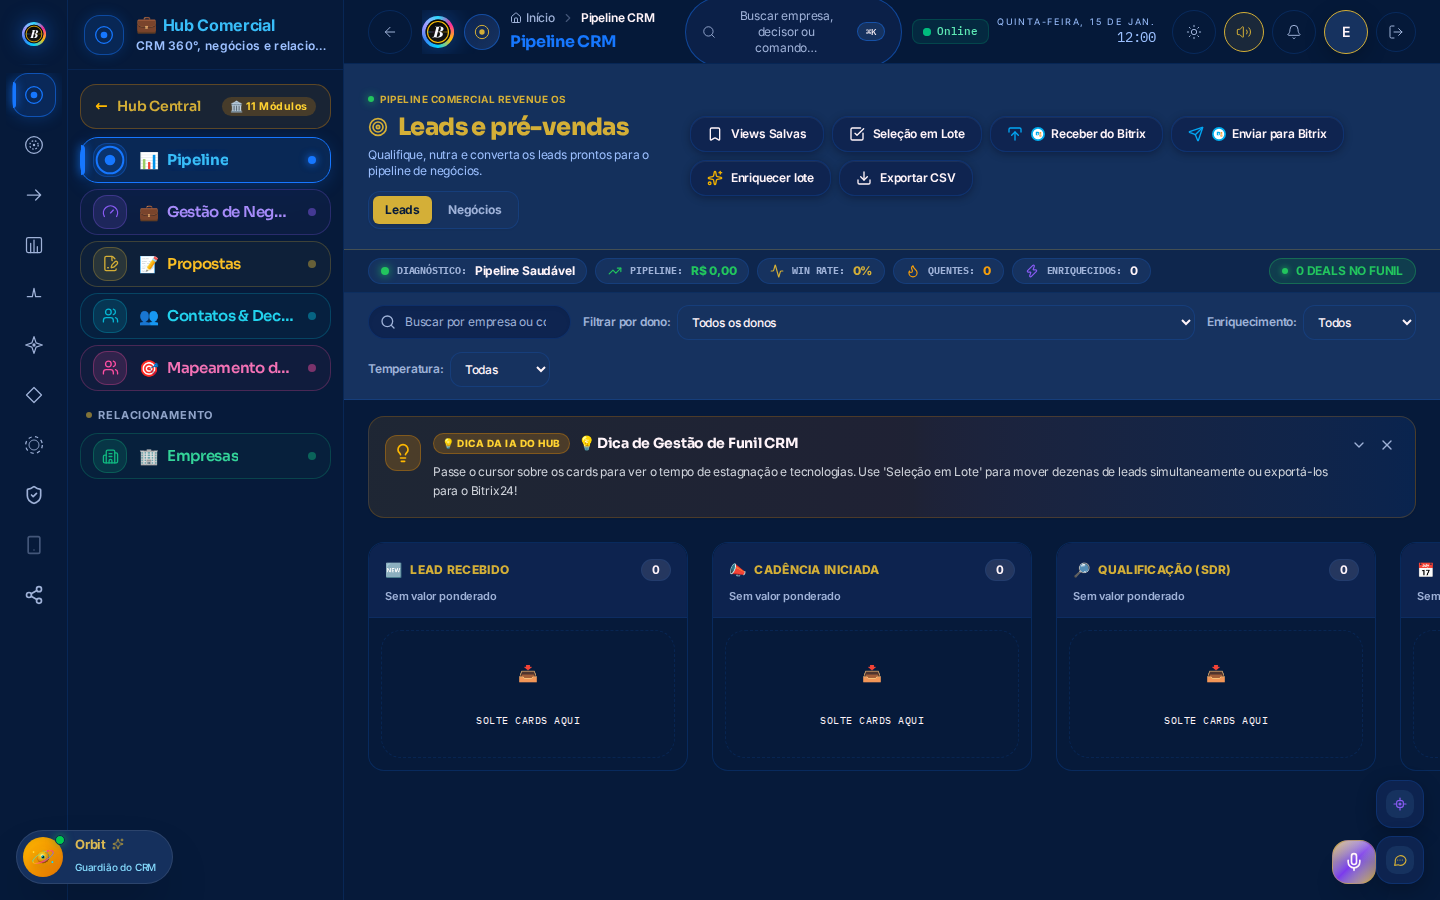 Hub Comercial
CRM 360°, negócios e relacio...
Hub Central
11 Módulos
Pipeline
Gestão de Neg...
Propostas
Contatos & Dec...
Mapeamento d...
RELACIONAMENTO
Empresas
Orbit
Guardião do CRM
Início
Pipeline CRM
Pipeline CRM
Buscar empresa,
decisor ou
comando...
⌘K
Online
QUINTA-FEIRA, 15 DE JAN.
12:00
E
PIPELINE COMERCIAL REVENUE OS
Leads e pré-vendas
Qualifique, nutra e converta os leads prontos para o
pipeline de negócios.
Leads
Negócios
Views Salvas
Seleção em Lote
Receber do Bitrix
Enviar para Bitrix
Enriquecer lote
Exportar CSV
DIAGNÓSTICO: Pipeline Saudável
PIPELINE: R$ 0,00
WIN RATE: 0%
QUENTES: 0
ENRIQUECIDOS: 0
0 DEALS NO FUNIL
Buscar por empresa ou co
Filtrar por dono:
Todos os donos
Enriquecimento:
Todos
Temperatura:
Todas
DICA DA IA DO HUB
Dica de Gestão de Funil CRM
Passe o cursor sobre os cards para ver o tempo de estagnação e tecnologias. Use 'Seleção em Lote' para mover dezenas de leads simultaneamente ou exportá-los
para o Bitrix24!
LEAD RECEBIDO
0
Sem valor ponderado
SOLTE CARDS AQUI
CADÊNCIA INICIADA
0
Sem valor ponderado
SOLTE CARDS AQUI
QUALIFICAÇÃO (SDR)
0
Sem valor ponderado
SOLTE CARDS AQUI
Sem